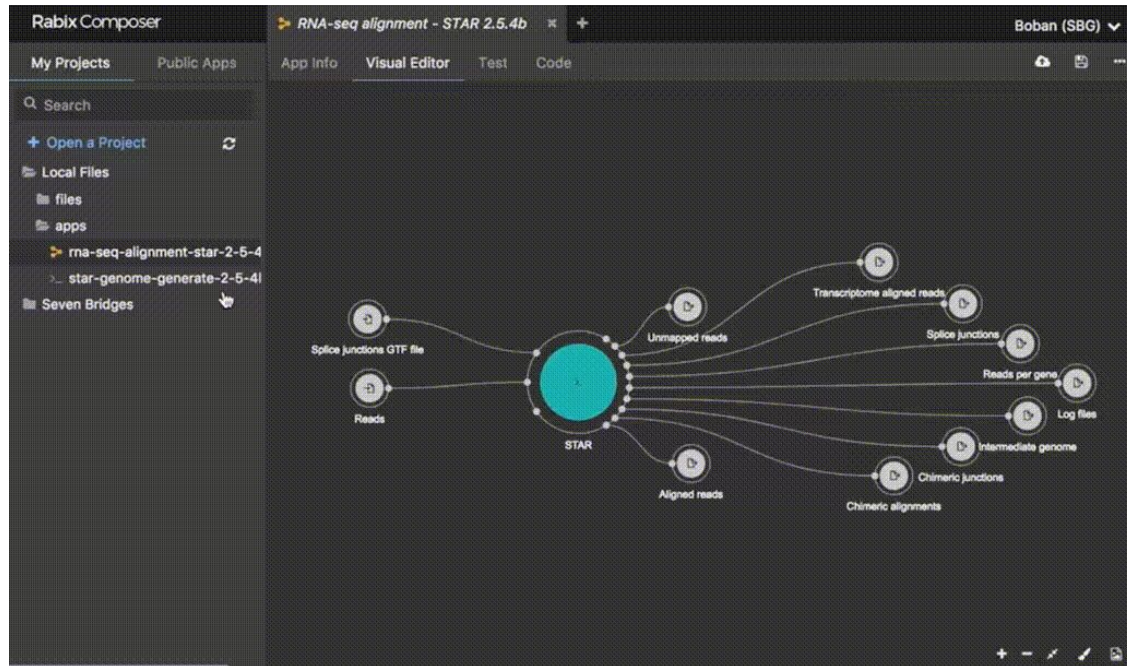 Rabix Composer
RNA-seq alignment - STAR 2.5.4b
Boban (SBG)
My Projects
Public Apps
App Info
Visual Editor
Test
Code
Search
Open a Project
Local Files
files
apps
rna-seq-alignment-star-2-5-4
star-genome-generate-2-5-4
Seven Bridges
Transcriptome aligned reads
Splice junctions
Unmapped reads
Splice junctions GTF file
Reads per gene
Reads
Log files
STAR
Intermediate genome
Chimeric junctions
Aligned reads
Chimeric alignments